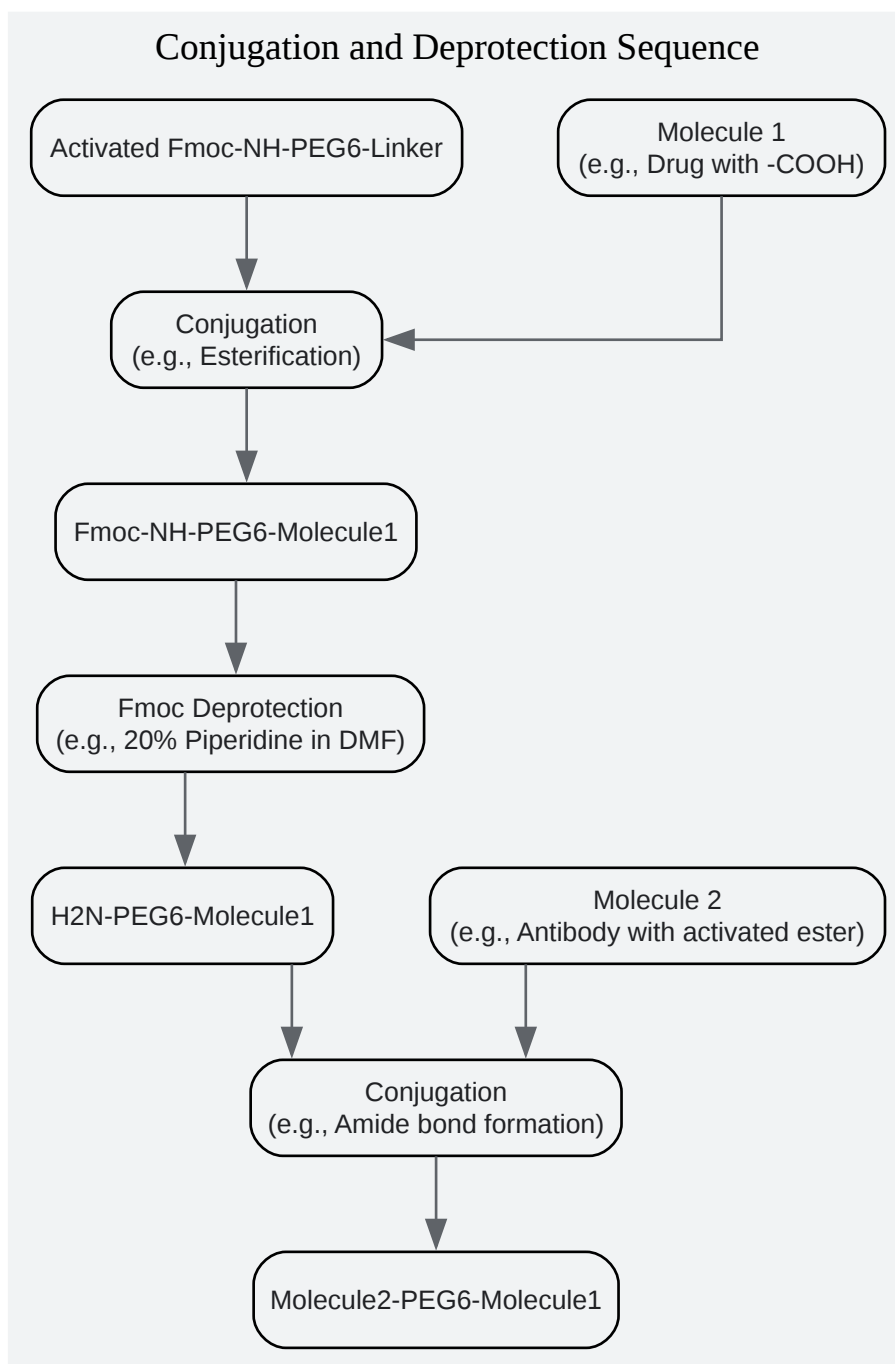 Conjugation and Deprotection Sequence
Activated Fmoc-NH-PEG6-Linker
Molecule 1
(e.g., Drug with -COOH)
Conjugation
(e.g., Esterification)
Fmoc-NH-PEG6-Molecule1
Fmoc Deprotection
(e.g., 20% Piperidine in DMF)
H2N-PEG6-Molecule1
Molecule 2
(e.g., Antibody with activated ester)
Conjugation
(e.g., Amide bond formation)
Molecule2-PEG6-Molecule1